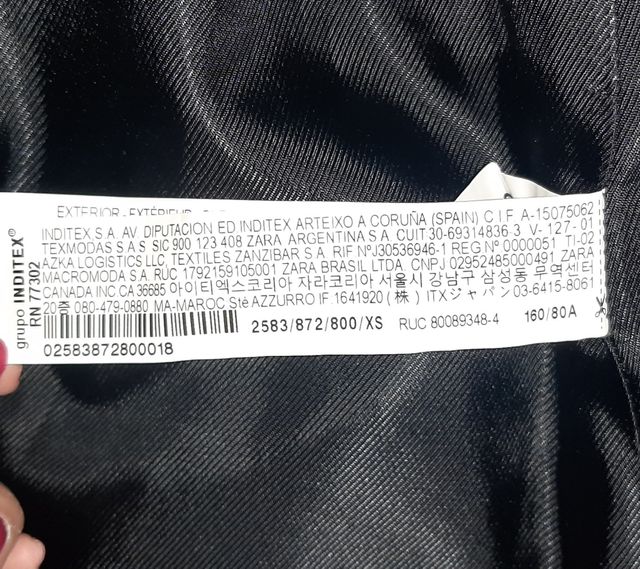 grupo INDITEX®
RN 77302
INDITEX S.A. AV. DIPUTACION ED INDITEX ARTEIXO A CORUÑA (SPAIN) C I F. A-15075062
TEXMODAS S A S SIC 900 123 408 ZARA ARGENTINA S.A. CUIT 30-69314836-3 V- 127- 01
AZKA LOGISTICS LLC, TEXTILES ZANZIBAR S.A. RIF NºJ30536946-1 REG Nº 0000051 TI-02
MACROMODA S.A. RÚC 1792159105001 ZARA BRASIL LTDA. CNPJ 02952485000491 ZARA
CANADA INC.CA 36685 아이티엑스코리아 자라코리아 서울시 강남구 삼성동 무역센터
20층 080-479-0880 MA-MAROC Sté AZZURRO IF 1641920 (株) ITXジャパン 03-6415-8061
2583/872/800/XS RUC 80089348-4 160/80A
02583872800018